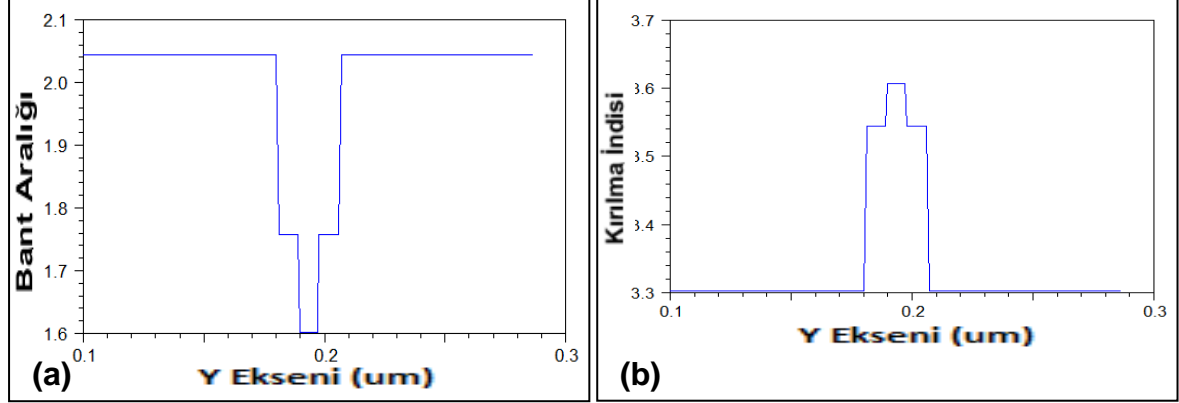 2.1
2.0
1.9
1.8
1.7
1.6
Bant Aralığı
0.1
0.2
0.3
Y Ekseni (um)
(a)
3.7
3.6
3.5
3.4
3.3
Kırılma İndisi
0.1
0.2
0.3
Y Ekseni (um)
(b)